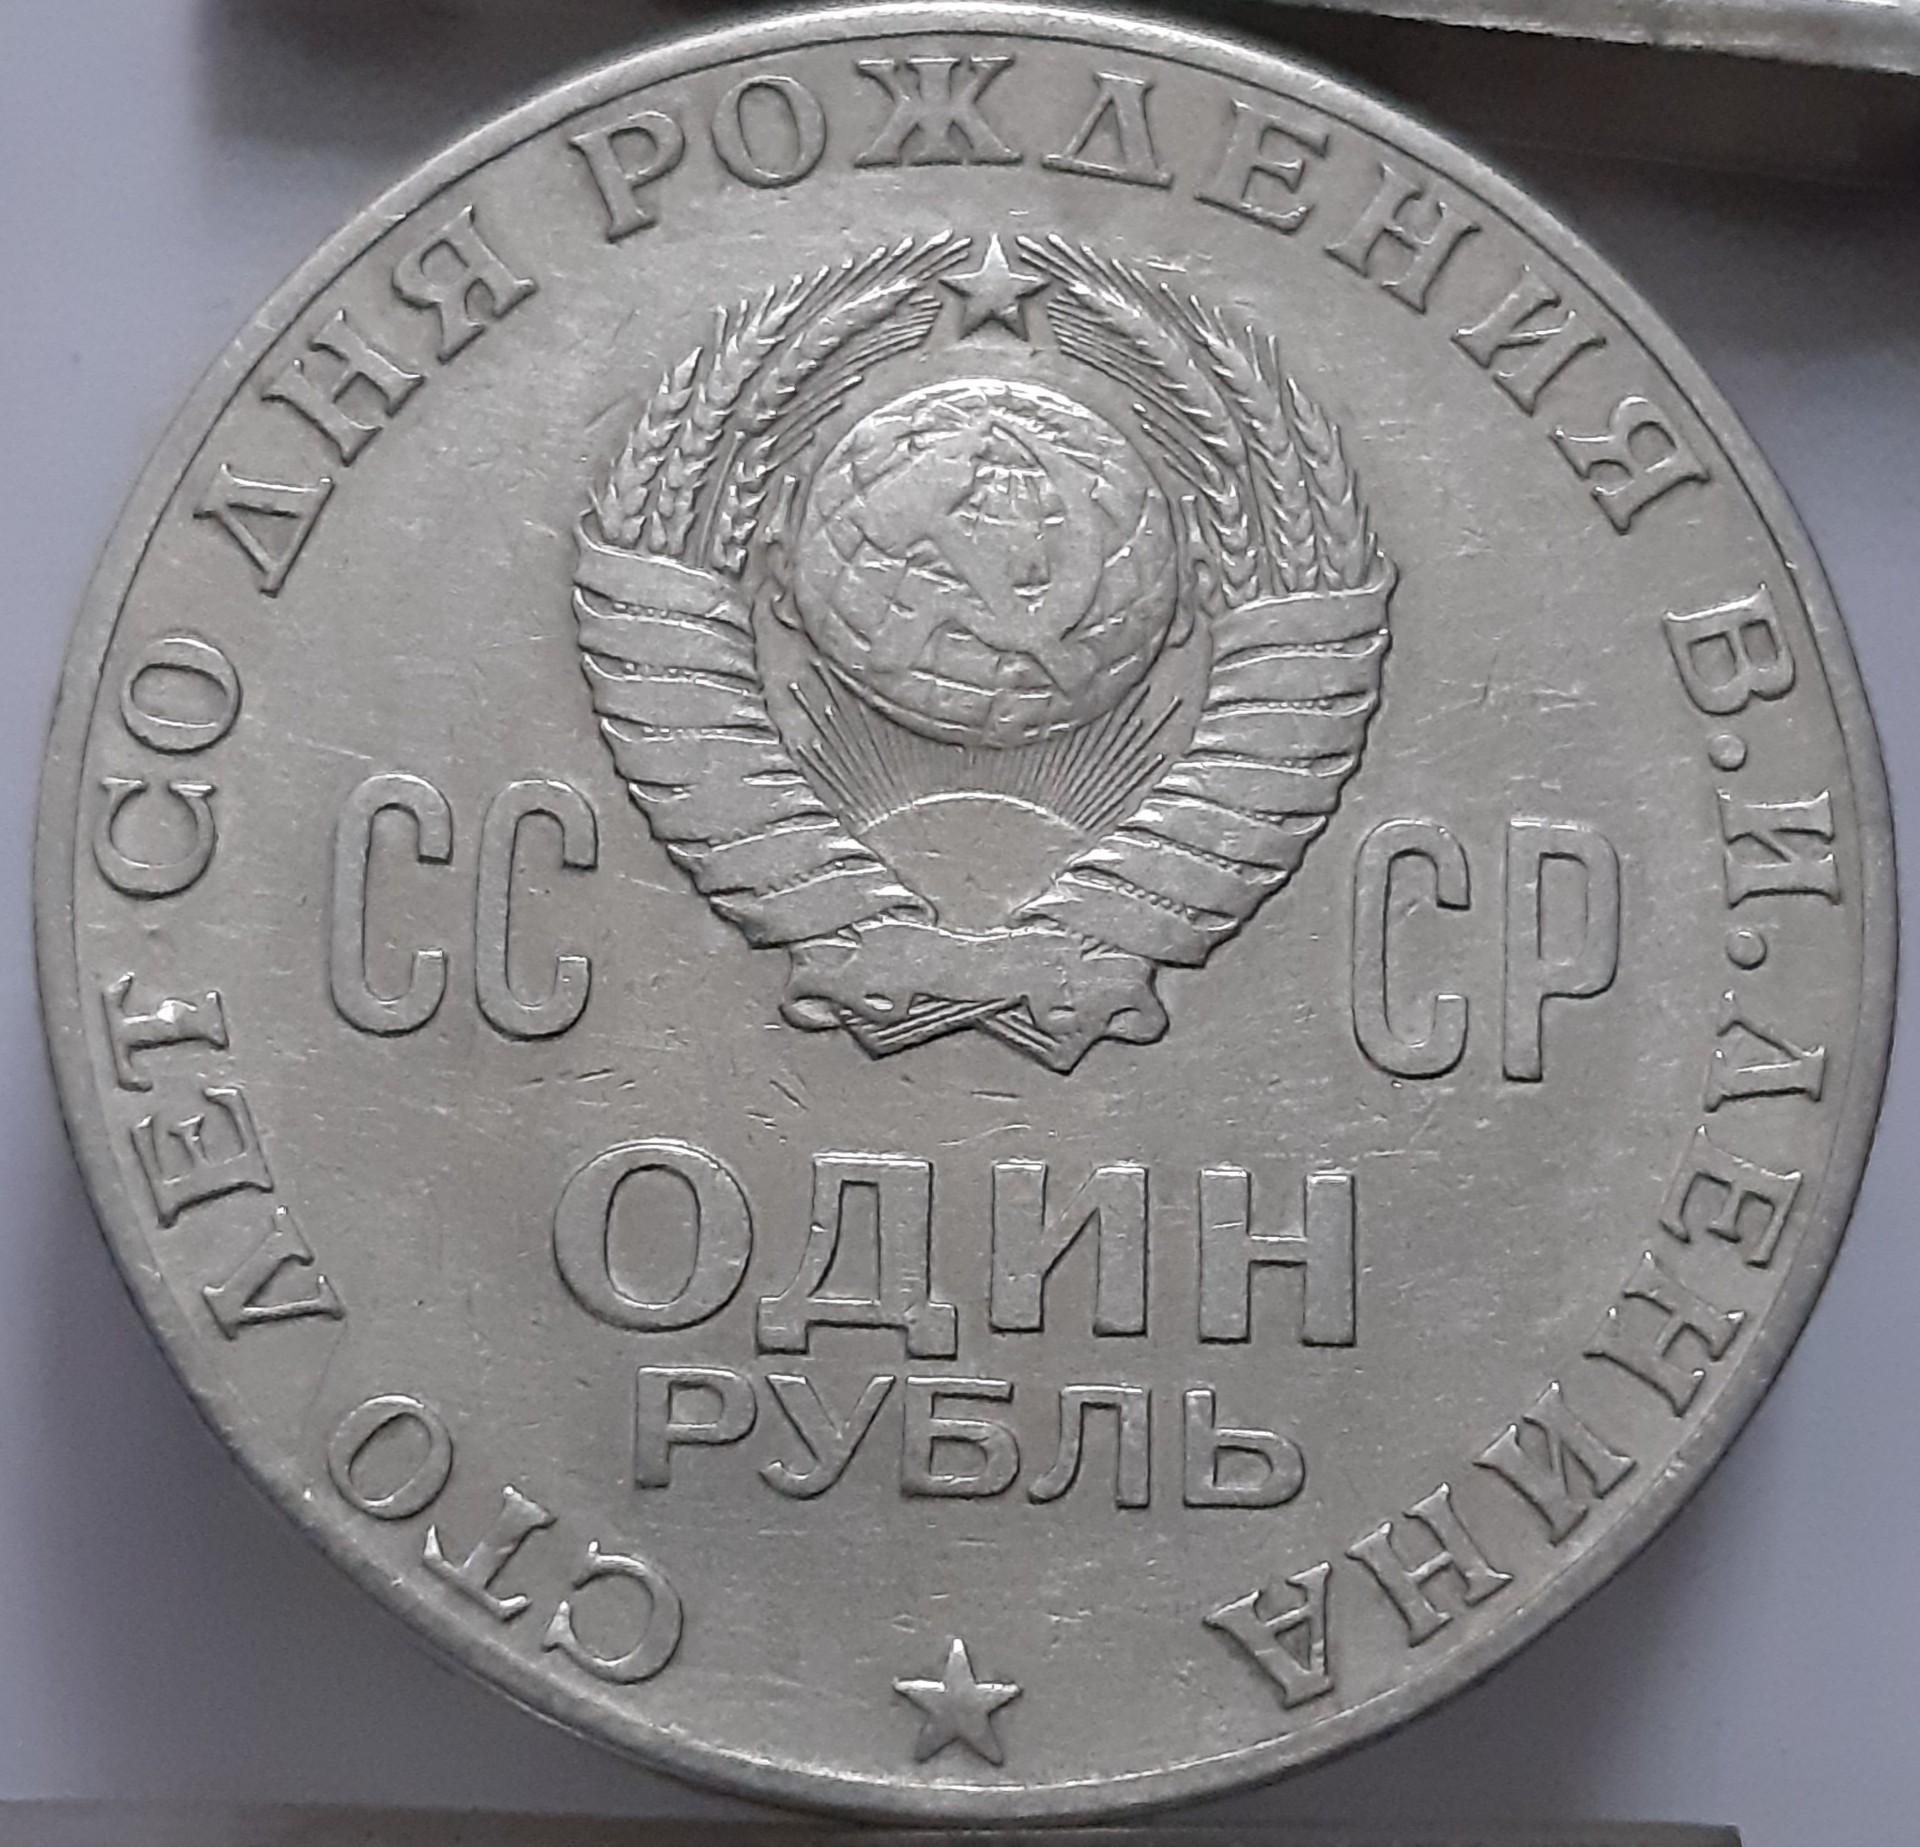 СТО ЛЕТ СО ДНЯ РОЖДЕНИЯ В.И.ЛЕНИНА
СС СР
ОДИН
РУБЛЬ